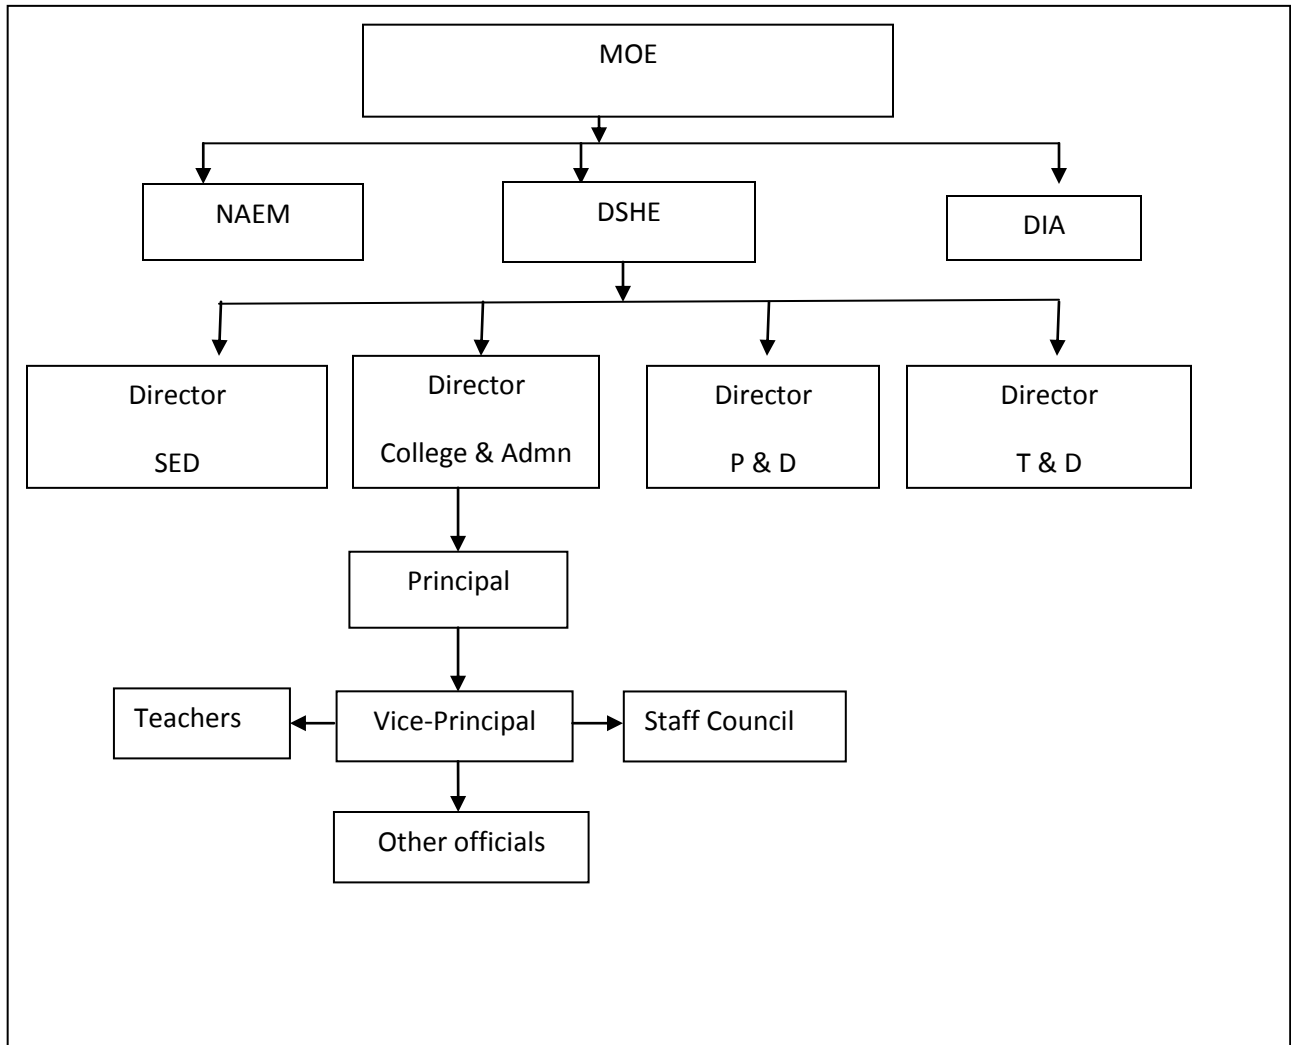 MOE
NAEM
DSHE
DIA
Director
SED
Director
College & Admn
Director
P & D
Director
T & D
Principal
Teachers
Vice-Principal
Staff Council
Other officials